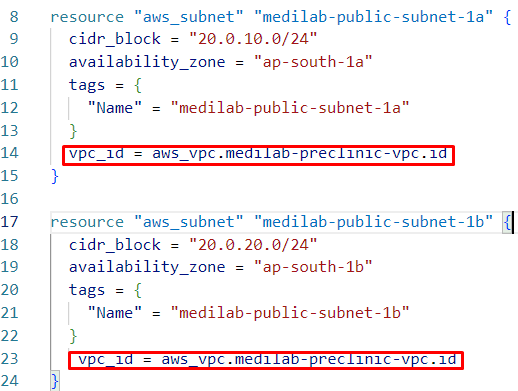 8 resource "aws_subnet" "medilab-public-subnet-1a" {
9 cidr_block = "20.0.10.0/24"
10 availability_zone = "ap-south-1a"
11 tags = {
12 "Name" = "medilab-public-subnet-1a"
13 }
14 vpc_id = aws_vpc.medilab-preclinic-vpc.id
15 }
16
17 resource "aws_subnet" "medilab-public-subnet-1b" {
18 cidr_block = "20.0.20.0/24"
19 availability_zone = "ap-south-1b"
20 tags = {
21 "Name" = "medilab-public-subnet-1b"
22 }
23 vpc_id = aws_vpc.medilab-preclinic-vpc.id
24 }